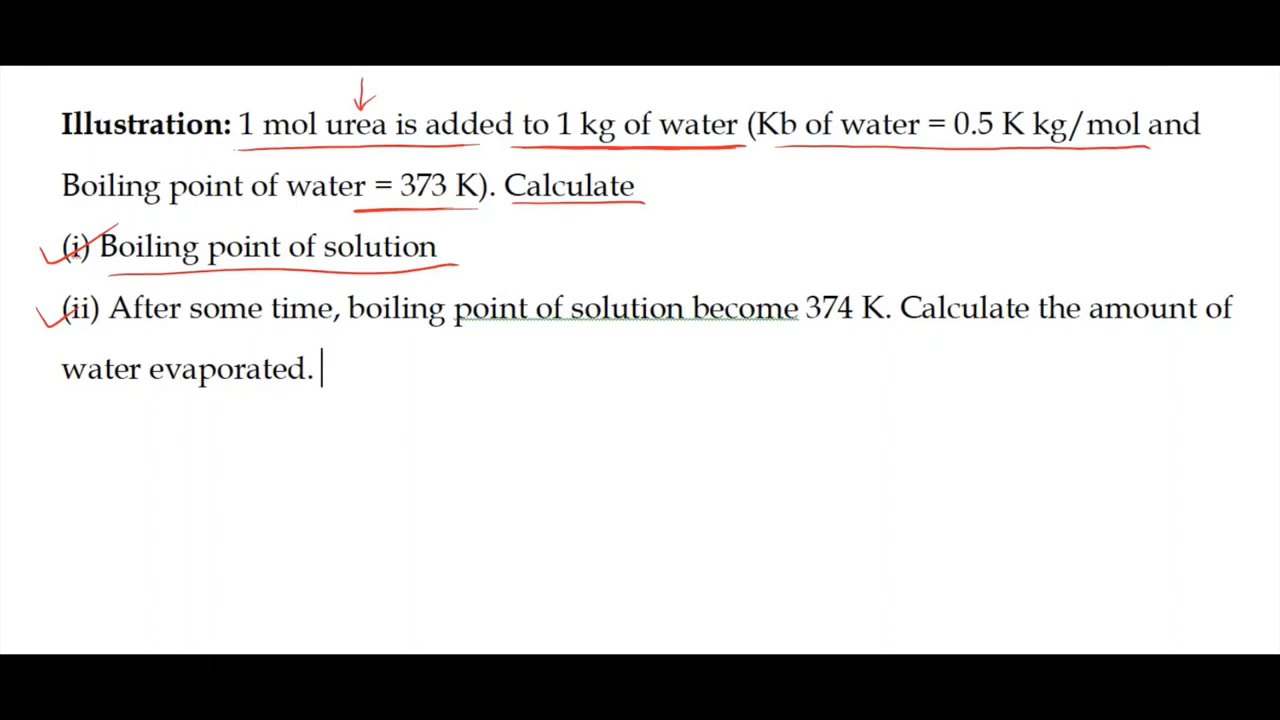 Illustration: 1 mol urea is added to 1 kg of water (Kb of water = 0.5 K kg/mol and
Boiling point of water = 373 K). Calculate
(i) Boiling point of solution
(ii) After some time, boiling point of solution become 374 K. Calculate the amount of
water evaporated.